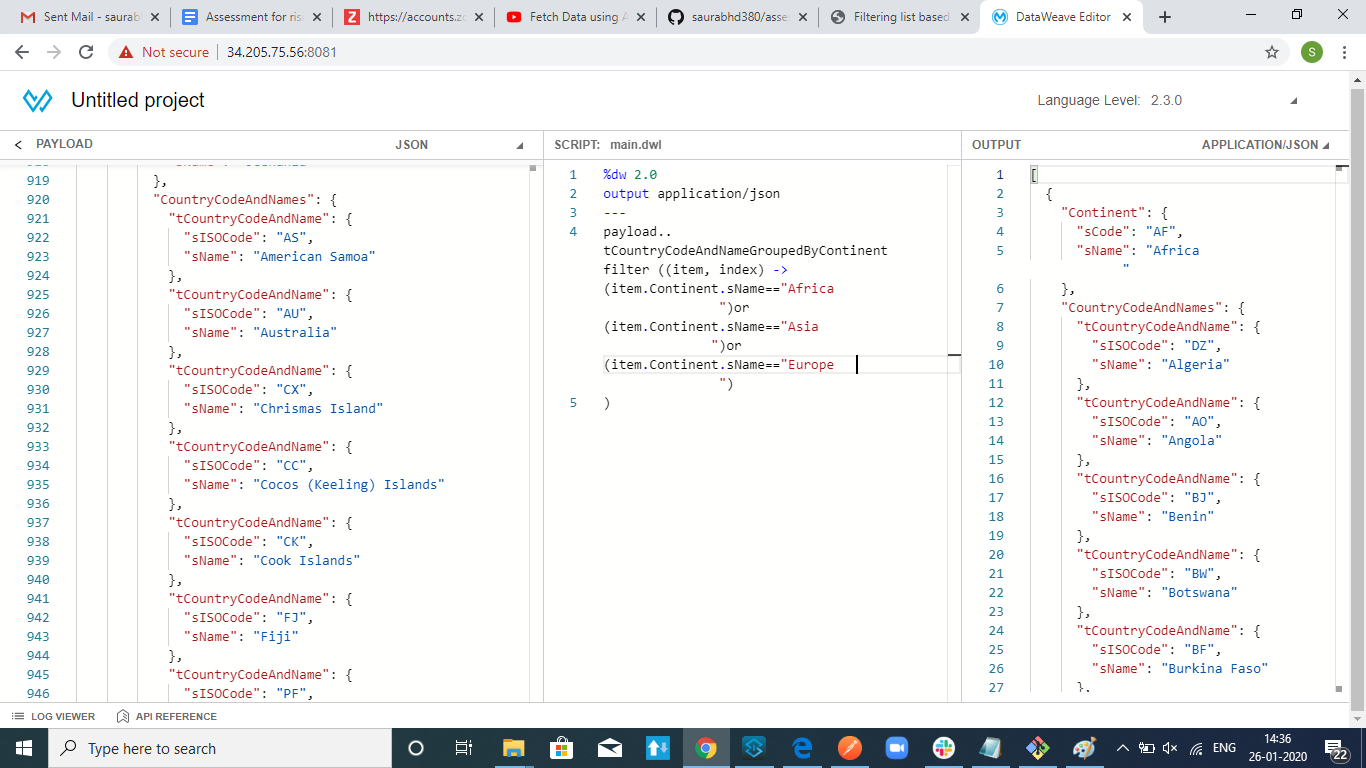 Sent Mail - saurabl
Assessment for ris
https://accounts.zo
Fetch Data using A
saurabhd380/asse
Filtering list based
DataWeave Editor
Not secure
34.205.75.56:8081
S
Untitled project
Language Level: 2.3.0
PAYLOAD
JSON
919 },
920 "CountryCodeAndNames": {
921 "tCountryCodeAndName": {
922 "sISOCode": "AS",
923 "sName": "American Samoa"
924 },
925 "tCountryCodeAndName": {
926 "sISOCode": "AU",
927 "sName": "Australia"
928 },
929 "tCountryCodeAndName": {
930 "sISOCode": "CX",
931 "sName": "Chrismas Island"
932 },
933 "tCountryCodeAndName": {
934 "sISOCode": "CC",
935 "sName": "Cocos (Keeling) Islands"
936 },
937 "tCountryCodeAndName": {
938 "sISOCode": "CK",
939 "sName": "Cook Islands"
940 },
941 "tCountryCodeAndName": {
942 "sISOCode": "FJ",
943 "sName": "Fiji"
944 },
945 "tCountryCodeAndName": {
946 "sISOCode": "PF",
SCRIPT: main.dwl
1 %dw 2.0
2 output application/json
3 ---
4 payload..
tCountryCodeAndNameGroupedByContinent
filter ((item, index) ->
(item.Continent.sName=="Africa
")or
(item.Continent.sName=="Asia
")or
(item.Continent.sName=="Europe
")
5 )
OUTPUT
APPLICATION/JSON
1 [
2 {
3 "Continent": {
4 "sCode": "AF",
5 "sName": "Africa
"
6 },
7 "CountryCodeAndNames": {
8 "tCountryCodeAndName": {
9 "sISOCode": "DZ",
10 "sName": "Algeria"
11 },
12 "tCountryCodeAndName": {
13 "sISOCode": "AO",
14 "sName": "Angola"
15 },
16 "tCountryCodeAndName": {
17 "sISOCode": "BJ",
18 "sName": "Benin"
19 },
20 "tCountryCodeAndName": {
21 "sISOCode": "BW",
22 "sName": "Botswana"
23 },
24 "tCountryCodeAndName": {
25 "sISOCode": "BF",
26 "sName": "Burkina Faso"
27 },
LOG VIEWER
API REFERENCE
Type here to search
ENG
14:36
26-01-2020
22